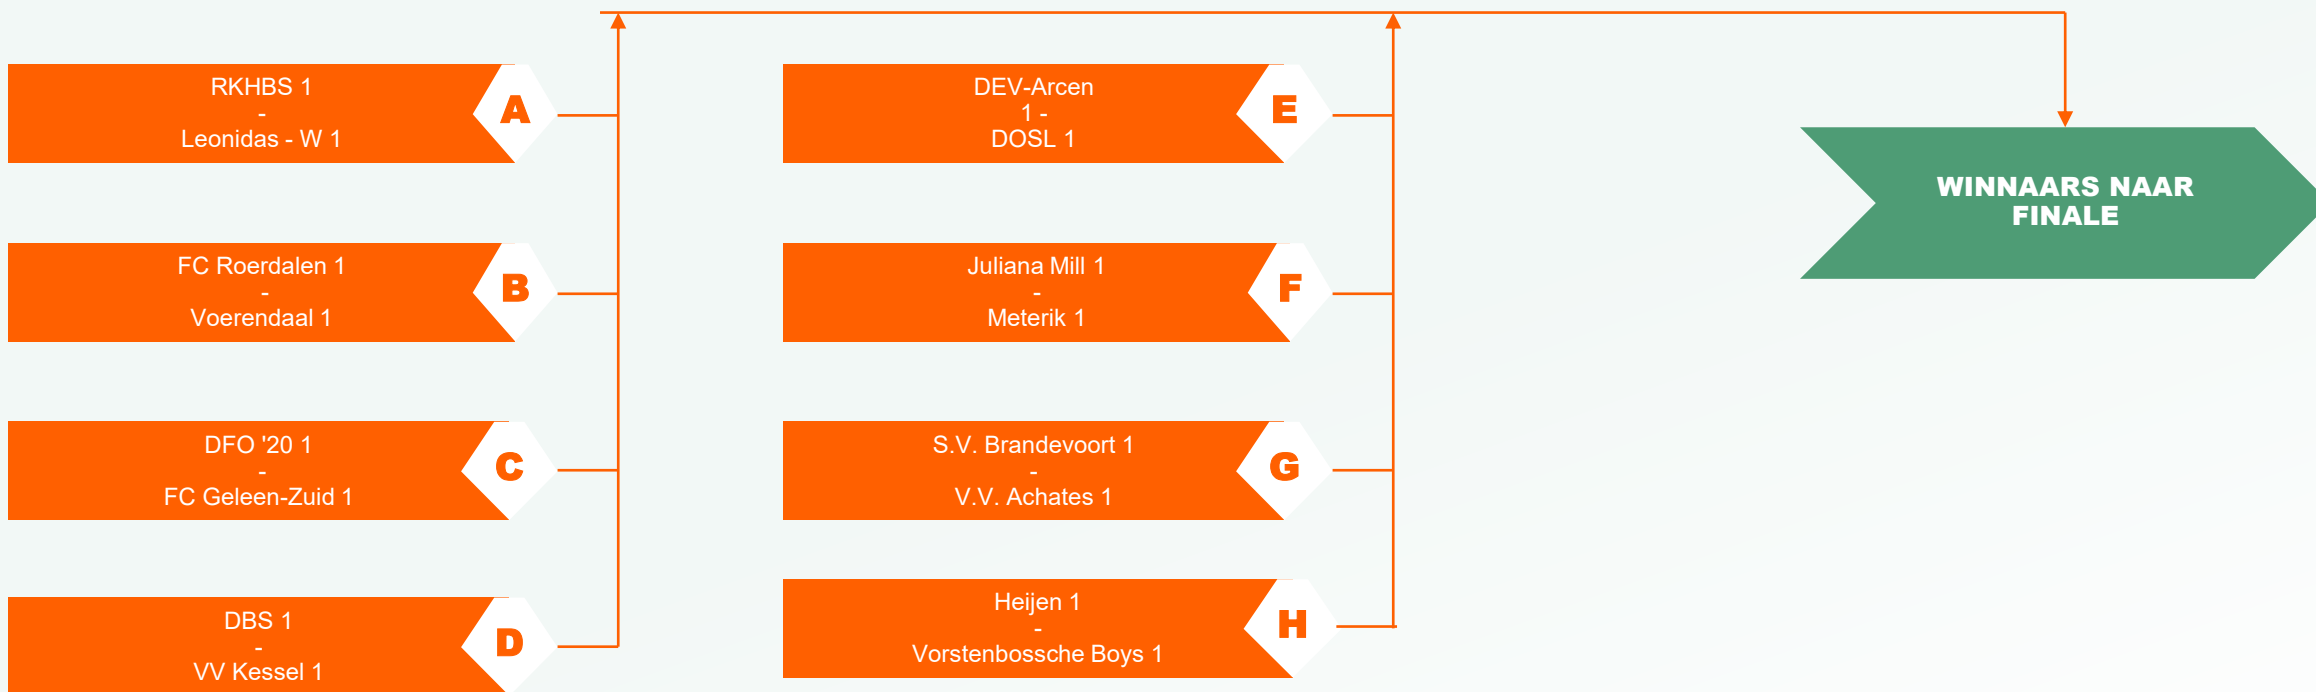 RKHBS 1
-
Leonidas - W 1
A
FC Roerdalen 1
-
Voerendaal 1
B
DFO '20 1
-
FC Geleen-Zuid 1
C
DBS 1
-
VV Kessel 1
D
DEV-Arcen
1 -
DOSL 1
E
Juliana Mill 1
-
Meterik 1
F
S.V. Brandevoort 1
-
V.V. Achates 1
G
Heijen 1
-
Vorstenbossche Boys 1
H
WINNAARS NAAR
FINALE